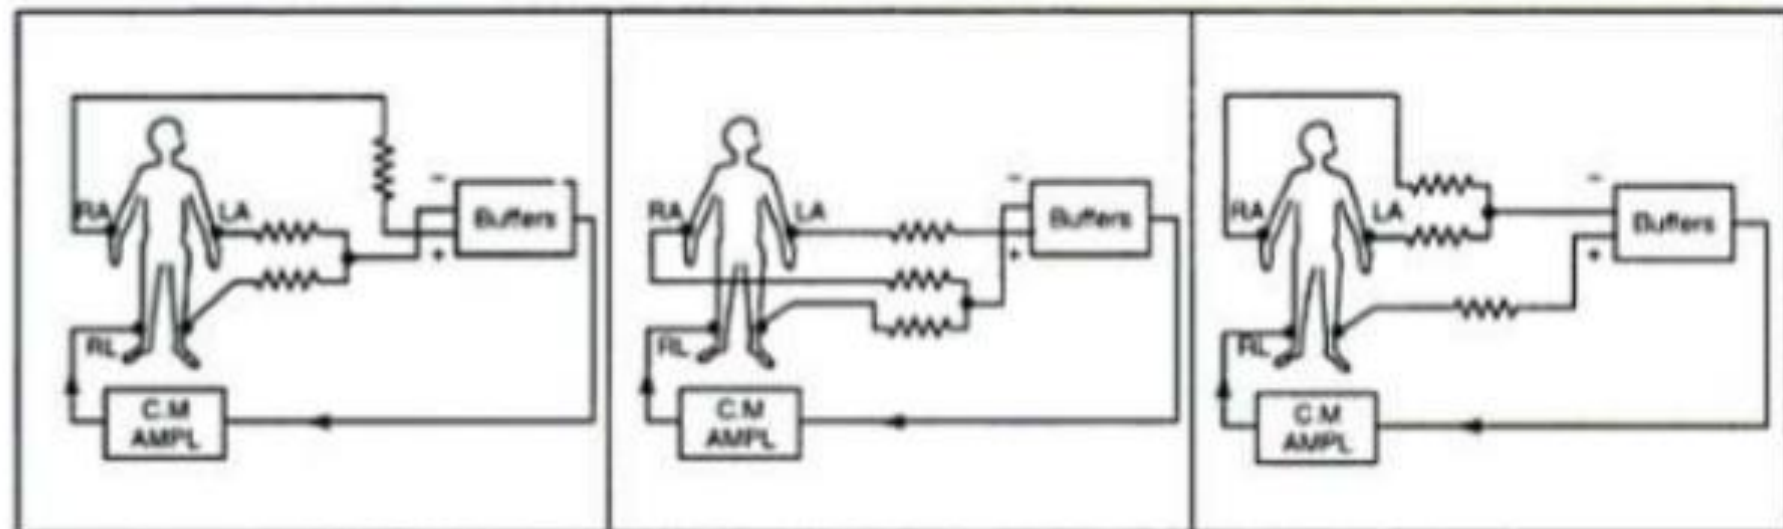 RA
LA
−
+
Buffers
RL
C.M
AMPL
RA
LA
−
+
Buffers
RL
C.M
AMPL
RA
LA
−
+
Buffers
RL
C.M
AMPL